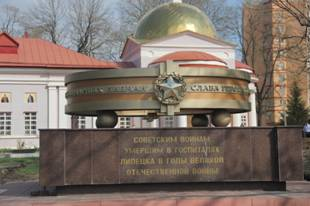 СЛАВА
СОВЕТСКИМ ВОИНАМ
УМЕРШИМ В ГОСПИТАЛЯХ
ЛИПЕЦКА В ГОДЫ ВЕЛИКОЙ
ОТЕЧЕСТВЕННОЙ ВОЙНЫ